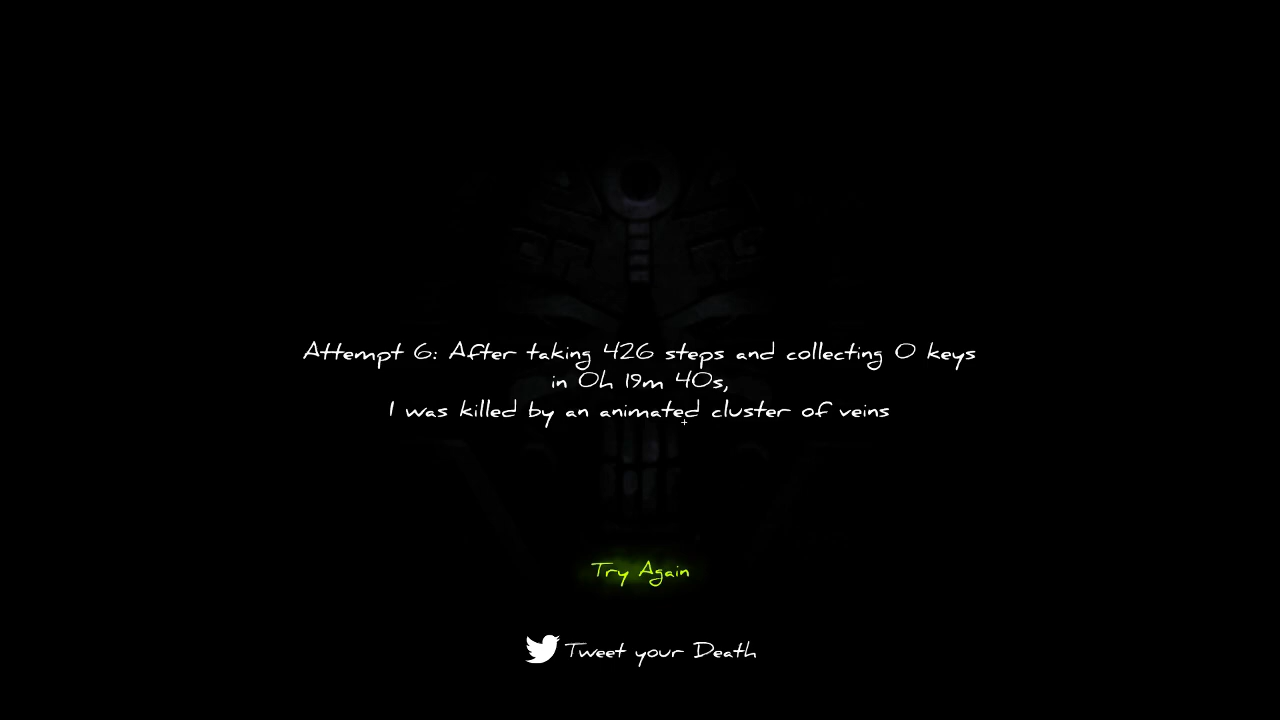 Attempt 6: After taking 426 steps and collecting 0 keys
in 0h 19m 40s,
I was killed by an animated cluster of veins
Try Again
Tweet your Death